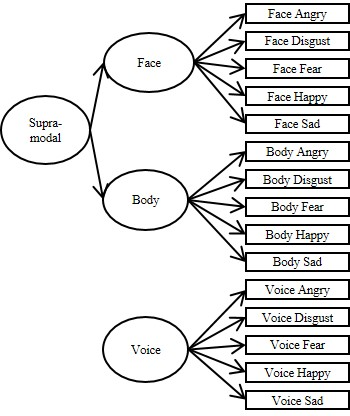 Face Angry
Face Disgust
Face
Face Fear
Face Happy
Supra-
modal
Face Sad
Body Angry
Body Disgust
Body
Body Fear
Body Happy
Body Sad
Voice Angry
Voice Disgust
Voice
Voice Fear
Voice Happy
Voice Sad